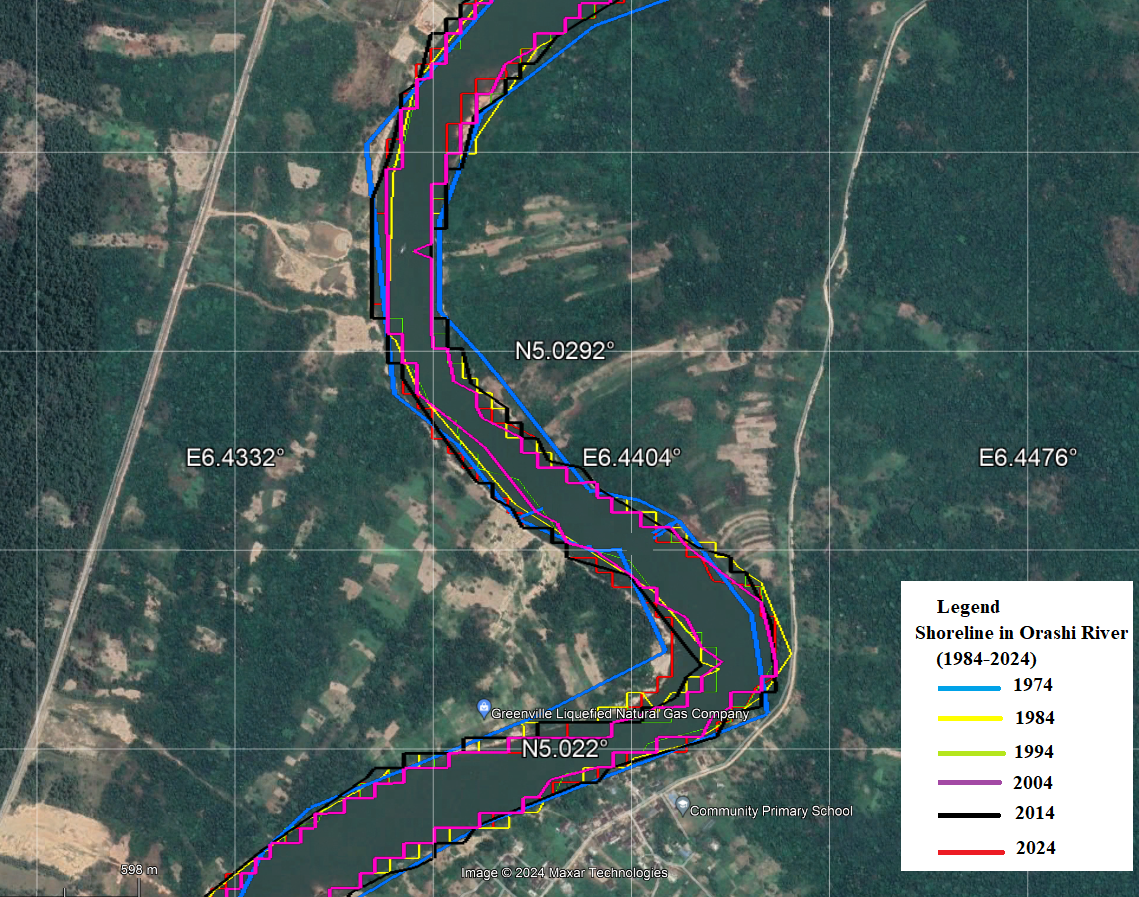 N5.0292°
E6.4332°
E6.4404°
E6.4476°
Greenville Liquefied Natural Gas Company
N5.022°
Community Primary School
598 m
Image © 2024 Maxar Technologies
Legend
Shoreline in Orashi River
(1984-2024)
1974
1984
1994
2004
2014
2024